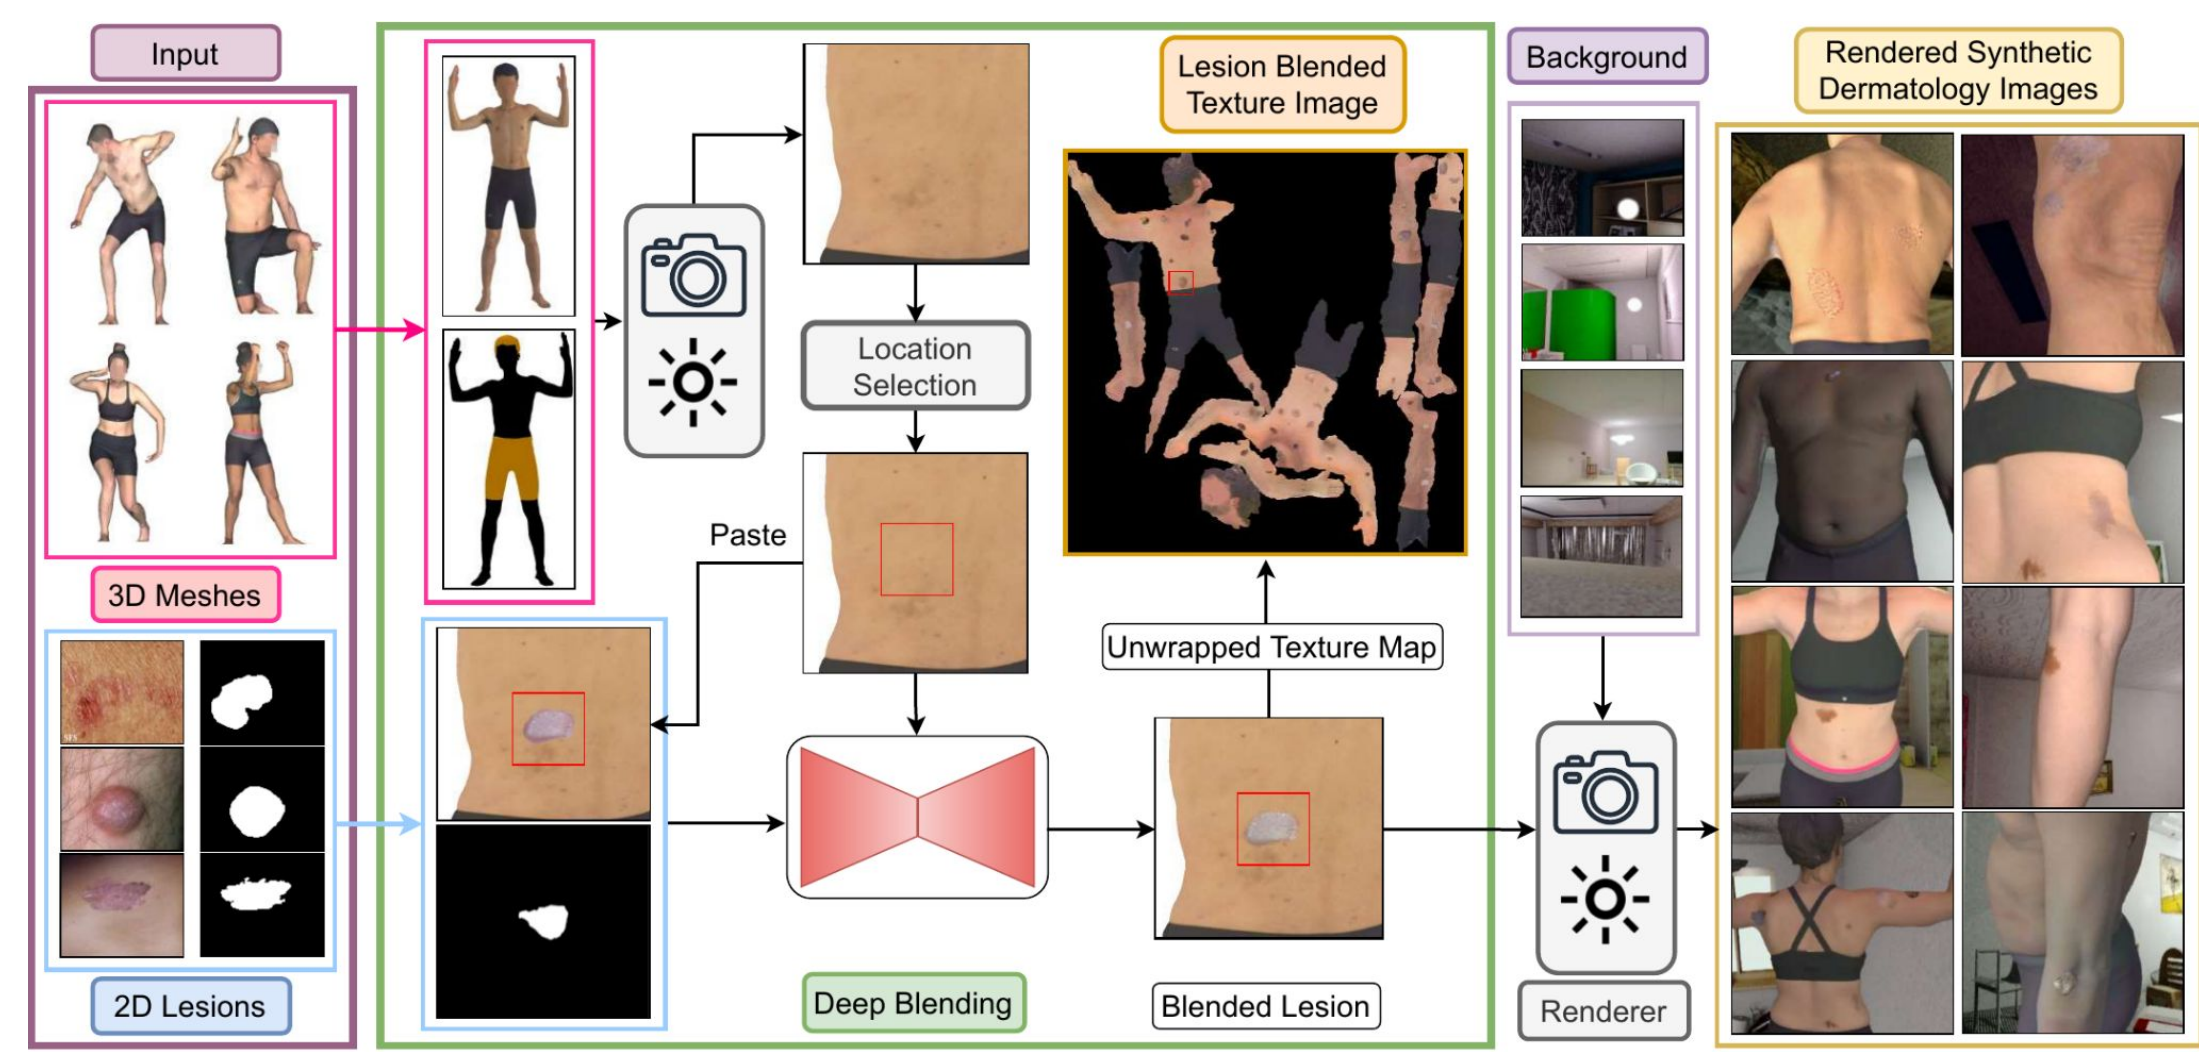 Input
3D Meshes
2D Lesions
SFS
Location
Selection
Paste
Deep Blending
Lesion Blended
Texture Image
Unwrapped Texture Map
Blended Lesion
Background
Renderer
Rendered Synthetic
Dermatology Images